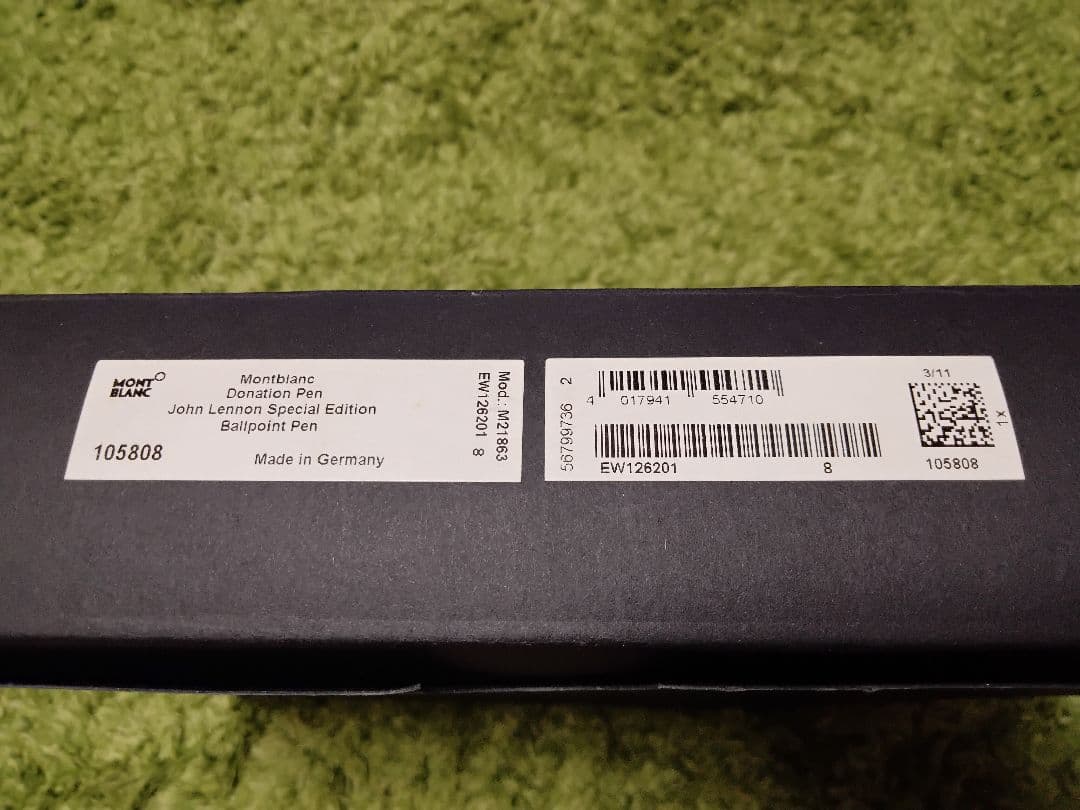 MONT
BLANC
Montblanc
Donation Pen
John Lennon Special Edition
Ballpoint Pen
105808
Made in Germany
Mod.: M21863
EW126201 8
56799736 2
4 017941 554710
EW126201 8
3/11
1x
105808